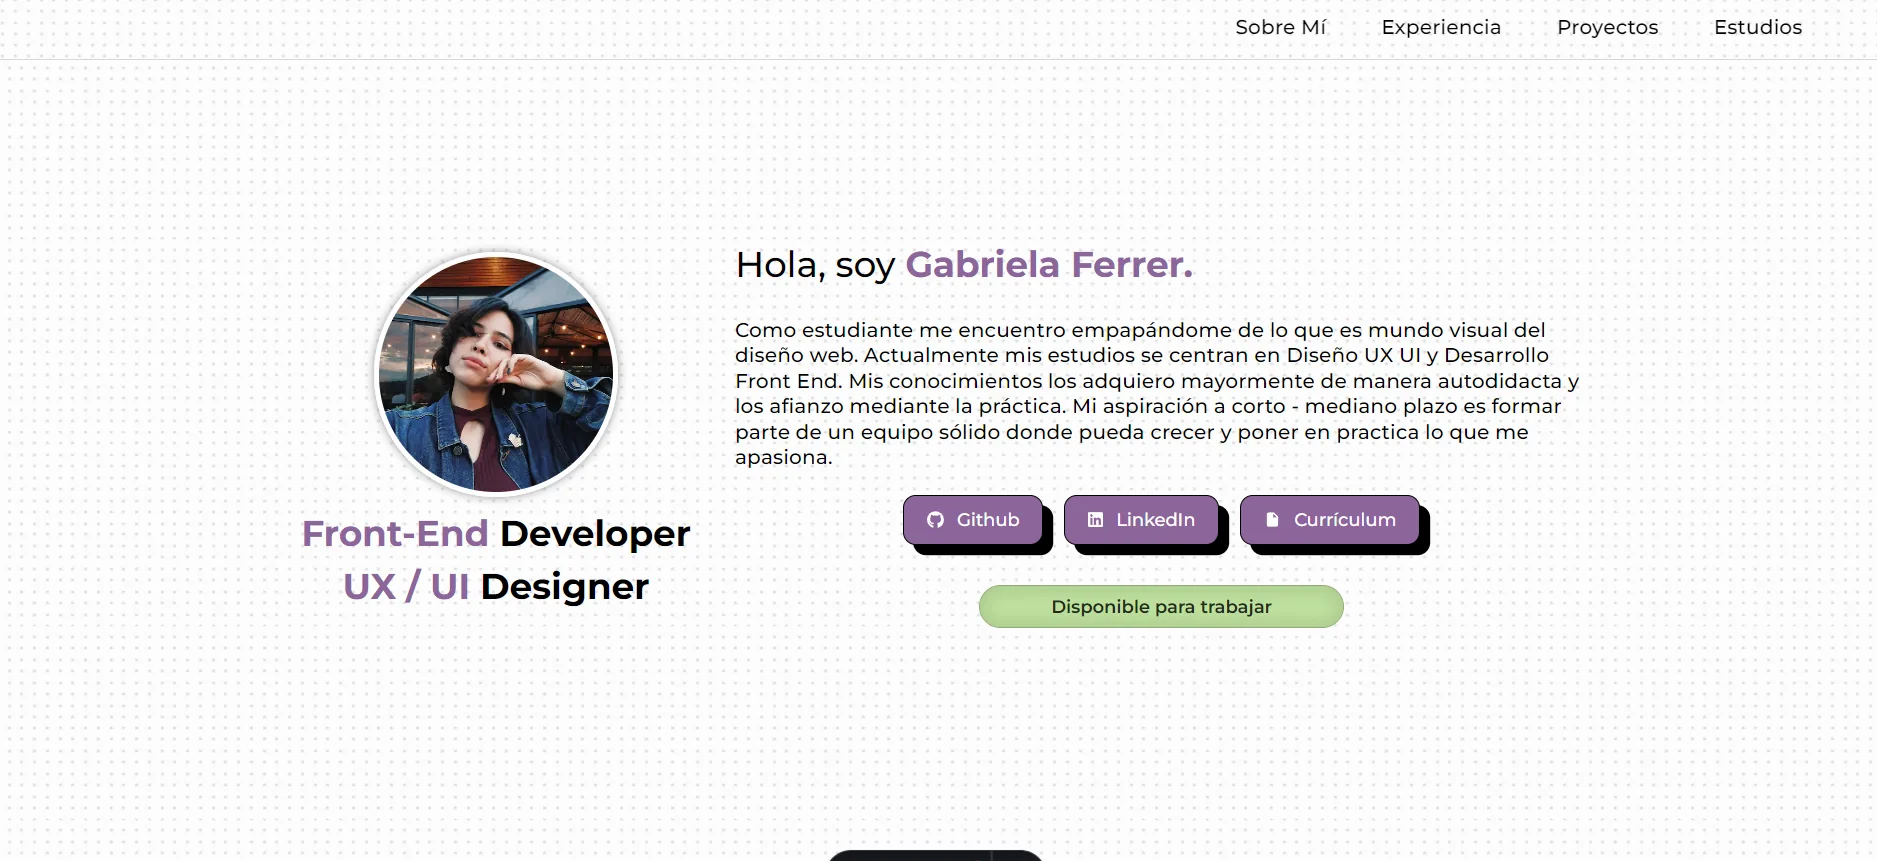 Sobre Mí
Experiencia
Proyectos
Estudios
Hola, soy Gabriela Ferrer.
Como estudiante me encuentro empapándome de lo que es mundo visual del
diseño web. Actualmente mis estudios se centran en Diseño UX UI y Desarrollo
Front End. Mis conocimientos los adquiero mayormente de manera autodidacta y
los afianzo mediante la práctica. Mi aspiración a corto - mediano plazo es formar
parte de un equipo sólido donde pueda crecer y poner en practica lo que me
apasiona.
Github
LinkedIn
Currículum
Disponible para trabajar
Front-End Developer
UX / UI Designer